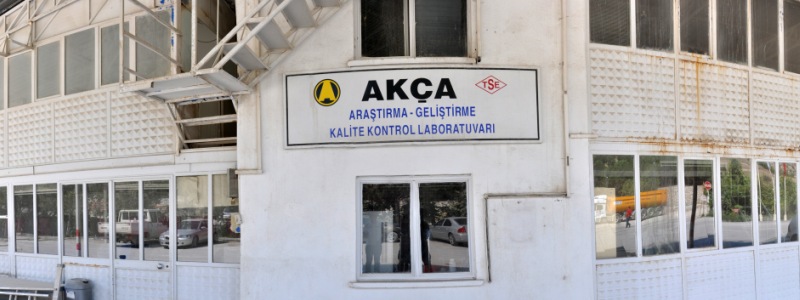 AKÇA
TSE
ARAŞTIRMA - GELİŞTİRME
KALİTE KONTROL LABORATUVARI